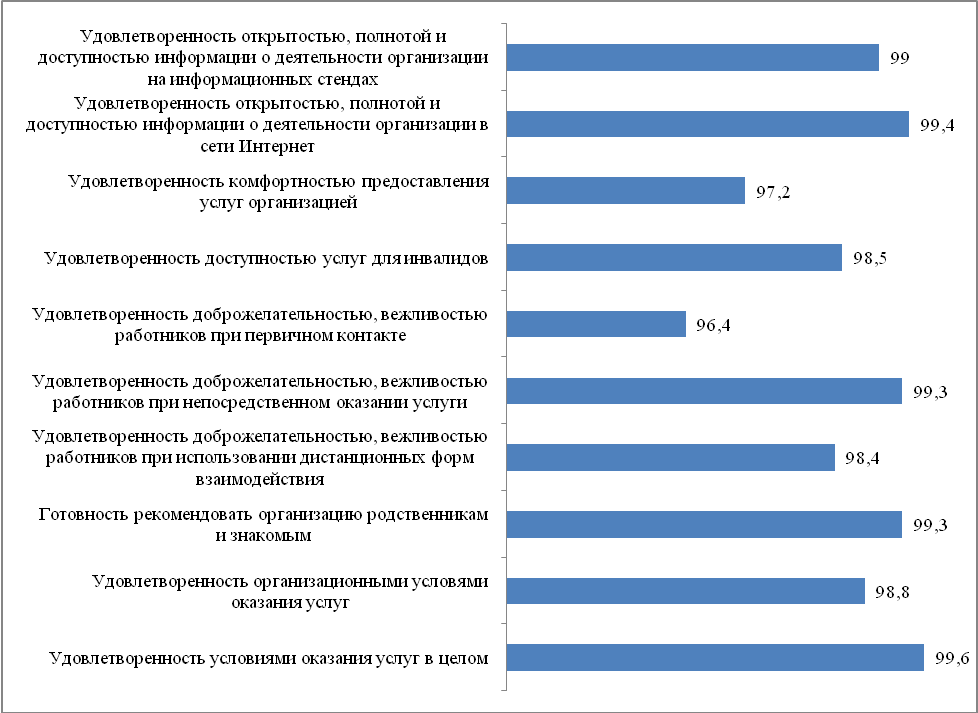 Удовлетворенность открытостью, полнотой и
доступностью информации о деятельности организации
на информационных стендах
99
Удовлетворенность открытостью, полнотой и
доступностью информации о деятельности организации в
сети Интернет
99,4
Удовлетворенность комфортностью предоставления
услуг организацией
97,2
Удовлетворенность доступностью услуг для инвалидов
98,5
Удовлетворенность доброжелательностью, вежливостью
работников при первичном контакте
96,4
Удовлетворенность доброжелательностью, вежливостью
работников при непосредственном оказании услуги
99,3
Удовлетворенность доброжелательностью, вежливостью
работников при использовании дистанционных форм
взаимодействия
98,4
Готовность рекомендовать организацию родственникам
и знакомым
99,3
Удовлетворенность организационными условями
оказания услуг
98,8
Удовлетворенность условиями оказания услуг в целом
99,6